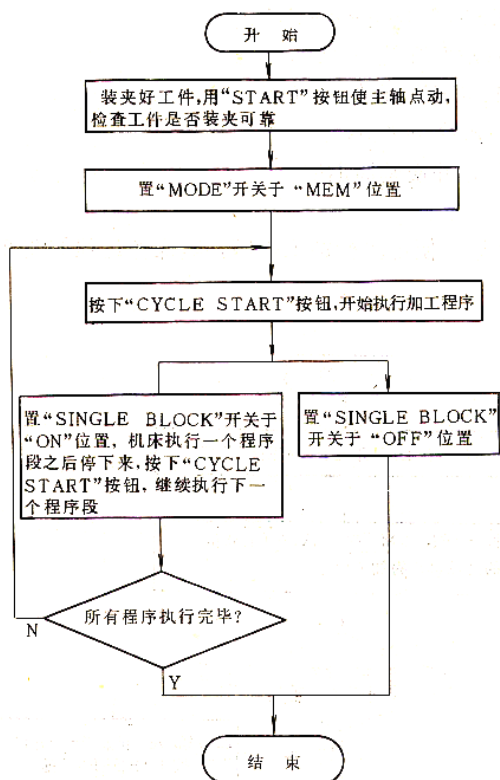 开 始
装夹好工件,用“START”按钮使主轴点动,
检查工件是否装夹可靠
置“MODE”开关于“MEM”位置
按下“CYCLE START”按钮,开始执行加工程序
置“SINGLE BLOCK”开关于
“ON”位置, 机床执行一个程序
段之后停下来,按下“CYCLE
START”按钮, 继续执行下一
个程序段
置“SINGLE BLOCK”
开关于“OFF”位置
所有程序执行完毕?
N
Y
结 束